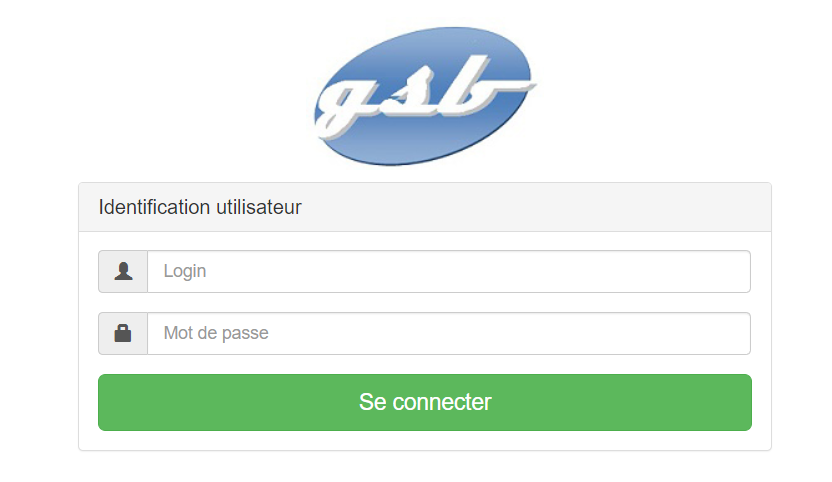 gsb
Identification utilisateur
Login
Mot de passe
Se connecter